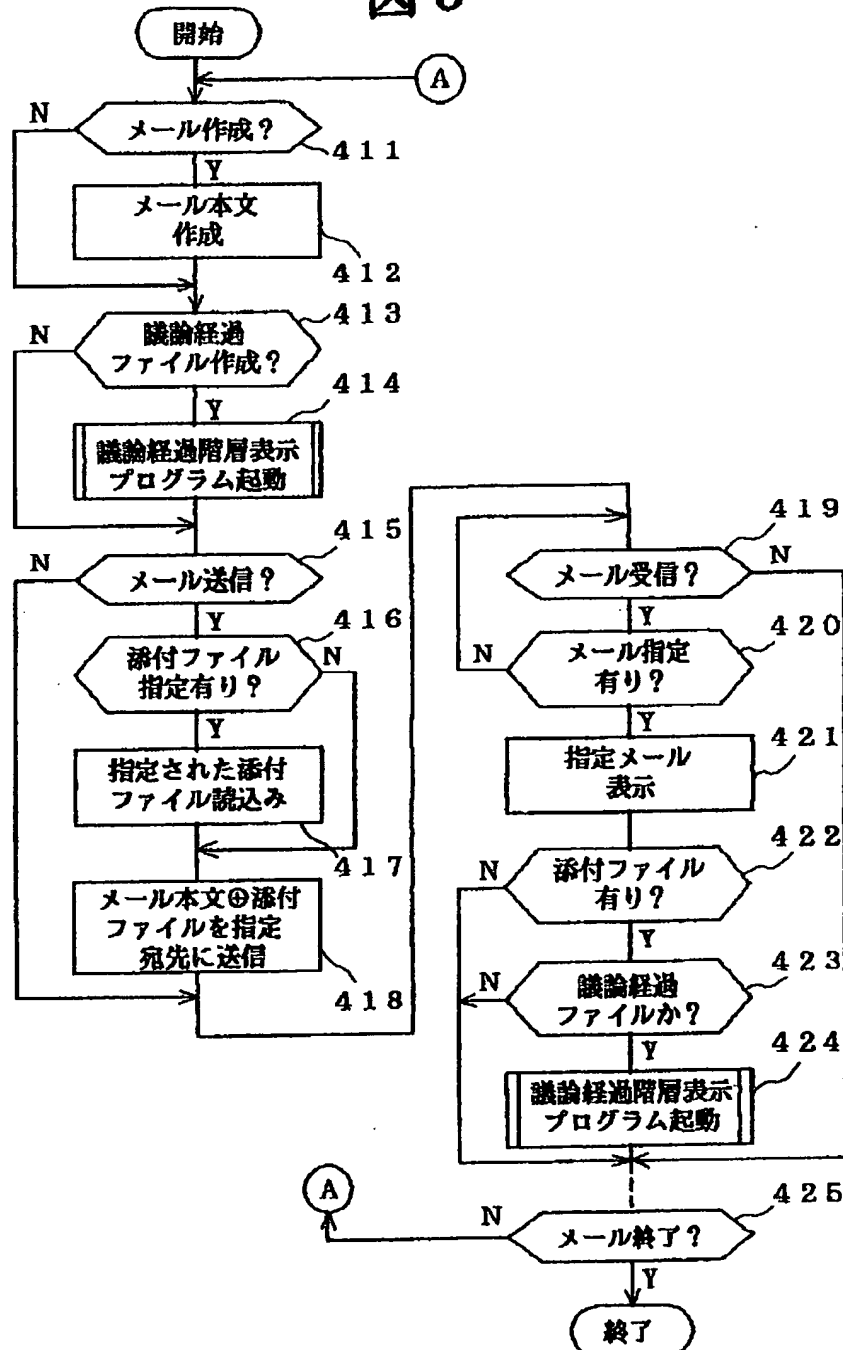 開始
A
N
メール作成?
411
Y
メール本文
作成
412
413
N
議論経過
ファイル作成?
414
Y
議論経過階層表示
プログラム起動
415
N
メール送信?
416
Y
添付ファイル
指定有り?
N
Y
指定された添付
ファイル読込み
417
メール本文⊕添付
ファイルを指定
宛先に送信
418
419
メール受信?
N
Y
420
N
メール指定
有り?
Y
421
指定メール
表示
422
N
添付ファイル
有り?
Y
423
N
議論経過
ファイルか?
Y
424
議論経過階層表示
プログラム起動
A
425
N
メール終了?
Y
終了